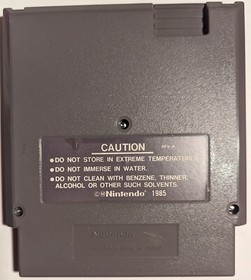 CAUTION
• DO NOT STORE IN EXTREME TEMPERATURES.
• DO NOT IMMERSE IN WATER.
• DO NOT CLEAN WITH BENZENE, THINNER,
ALCOHOL OR OTHER SUCH SOLVENTS.
©®Nintendo 1985